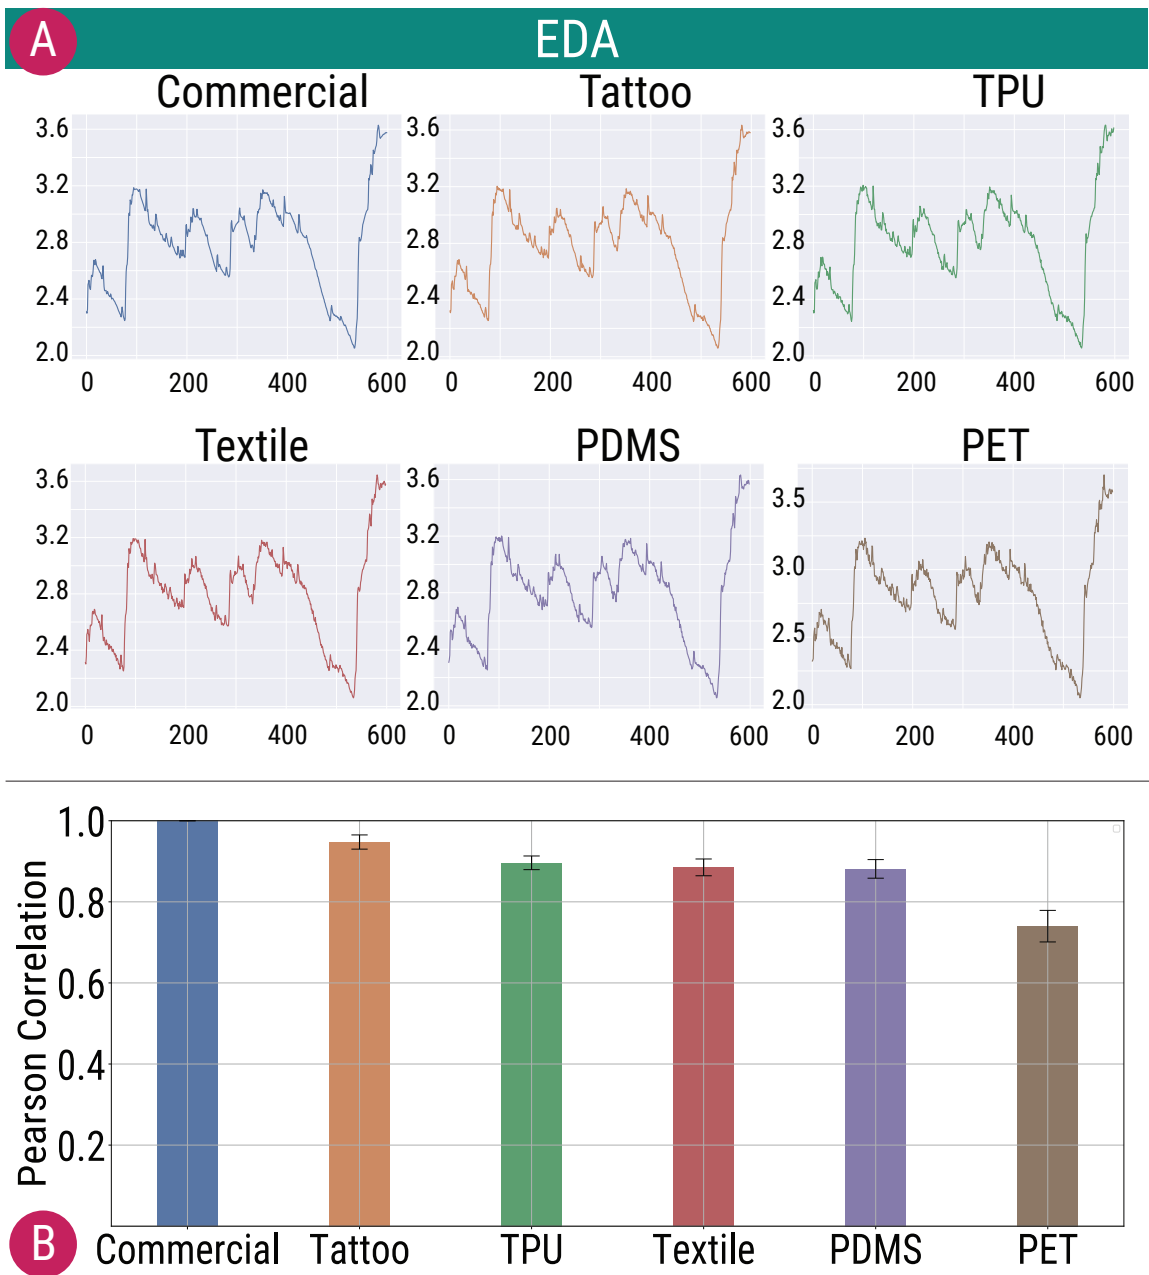 A
EDA
Commercial
Tattoo
TPU
3.6
3.2
2.8
2.4
2.0
0 200 400 600
3.6
3.2
2.8
2.4
2.0
0 200 400 600
3.6
3.2
2.8
2.4
2.0
0 200 400 600
Textile
PDMS
PET
3.6
3.2
2.8
2.4
2.0
0 200 400 600
3.6
3.2
2.8
2.4
2.0
0 200 400 600
3.5
3.0
2.5
2.0
0 200 400 600
Pearson Correlation
1.0
0.8
0.6
0.4
0.2
B
Commercial Tattoo TPU Textile PDMS PET